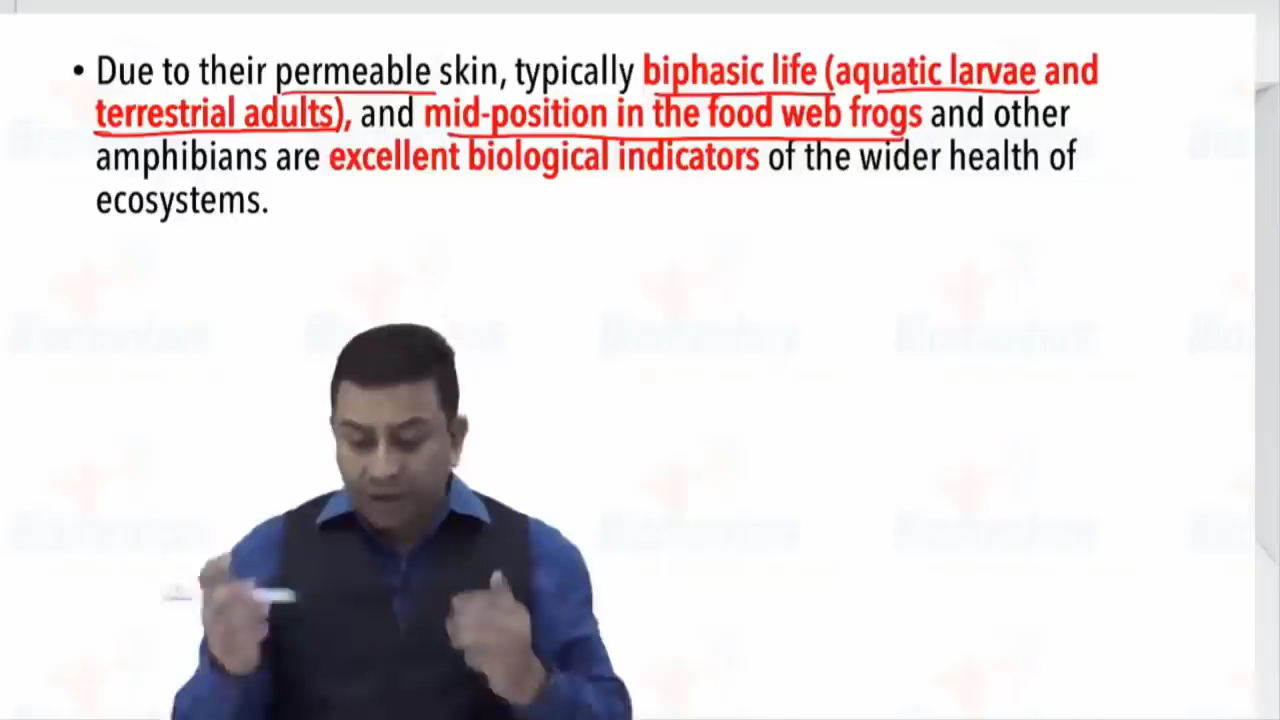 • Due to their permeable skin, typically biphasic life (aquatic larvae and
terrestrial adults), and mid-position in the food web frogs and other
amphibians are excellent biological indicators of the wider health of
ecosystems.